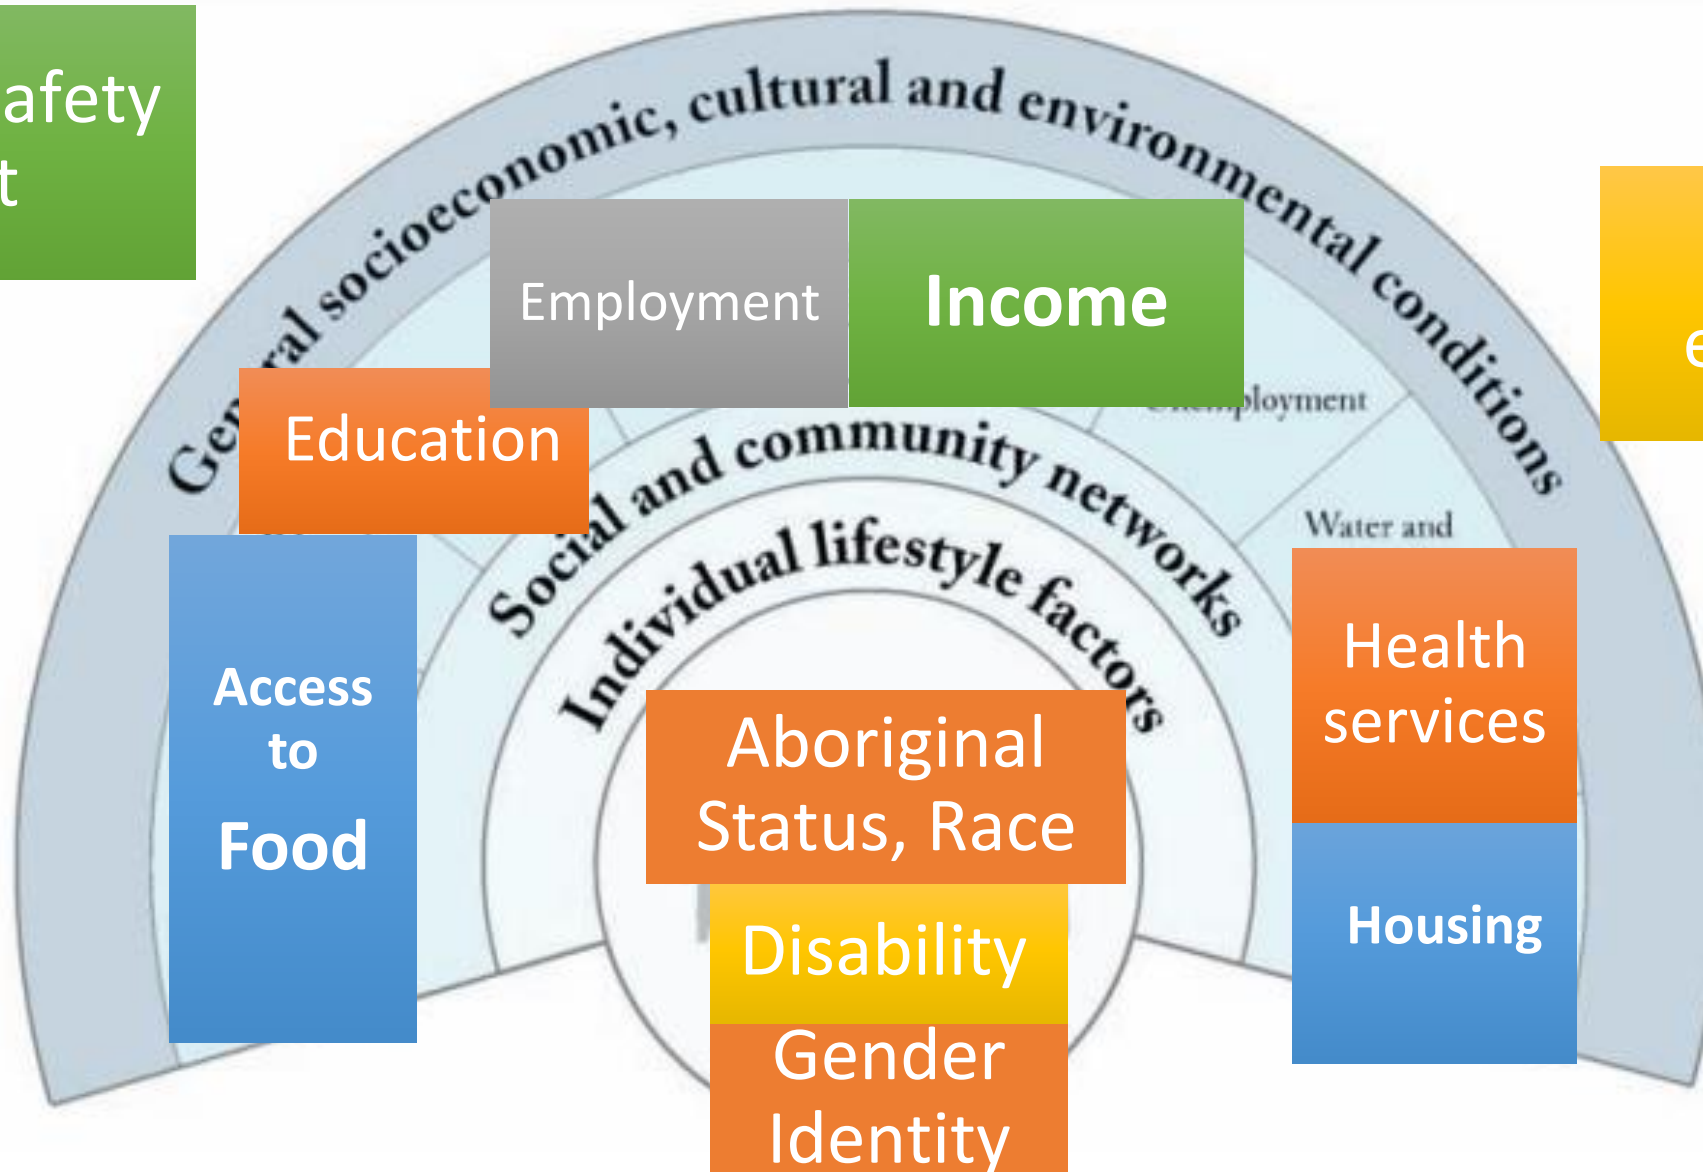 afety
t
General socioeconomic, cultural and environmental conditions
Employment
Income
e
Education
Unemployment
Social and community networks
Water and
Individual lifestyle factors
Access
to
Food
Health
services
Aboriginal
Status, Race
Housing
Disability
Gender
Identity